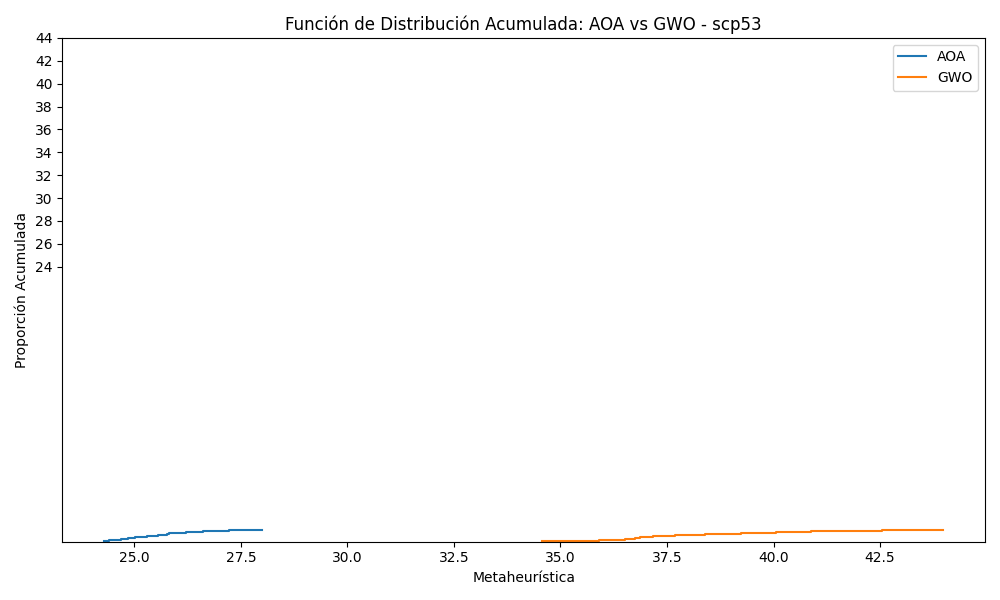 Función de Distribución Acumulada: AOA vs GWO - scp53
AOA
GWO
44
42
40
38
36
34
32
30
28
26
24
Proporción Acumulada
25.0 27.5 30.0 32.5 35.0 37.5 40.0 42.5
Metaheurística